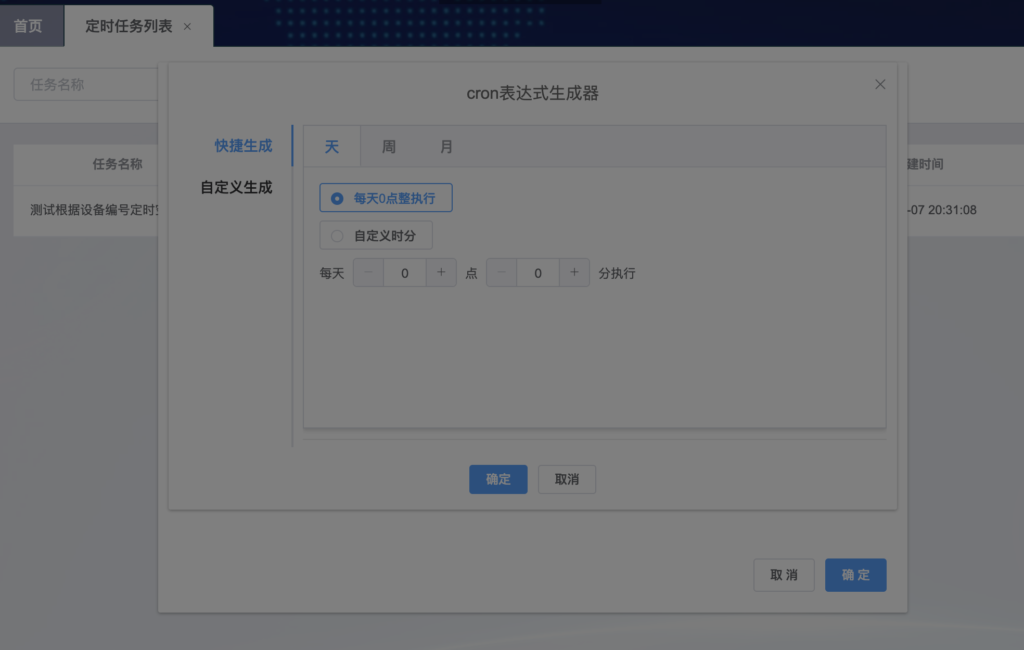 首页
定时任务列表 ×
任务名称
cron表达式生成器
快捷生成
自定义生成
天 周 月
任务名称
建时间
每天0点整执行
测试根据设备编号定时
-07 20:31:08
自定义时分
每天 − 0 + 点 − 0 + 分执行
确定 取消
取 消 确 定